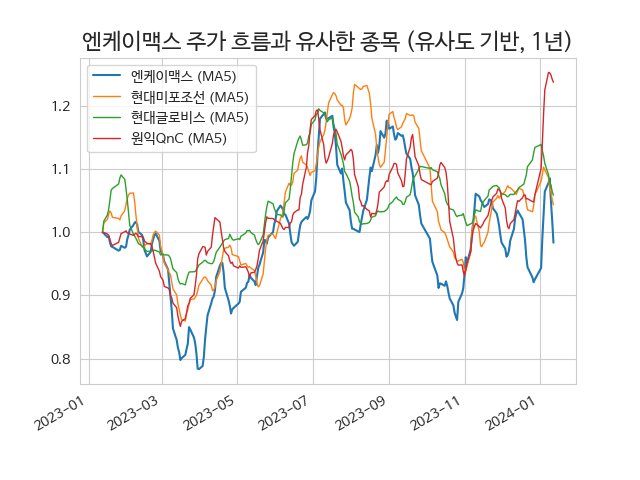 엔케이맥스 주가 흐름과 유사한 종목 (유사도 기반, 1년)
엔케이맥스 (MA5)
현대미포조선 (MA5)
현대글로비스 (MA5)
원익QnC (MA5)
1.2
1.1
1.0
0.9
0.8
2023-01
2023-03
2023-05
2023-07
2023-09
2023-11
2024-01